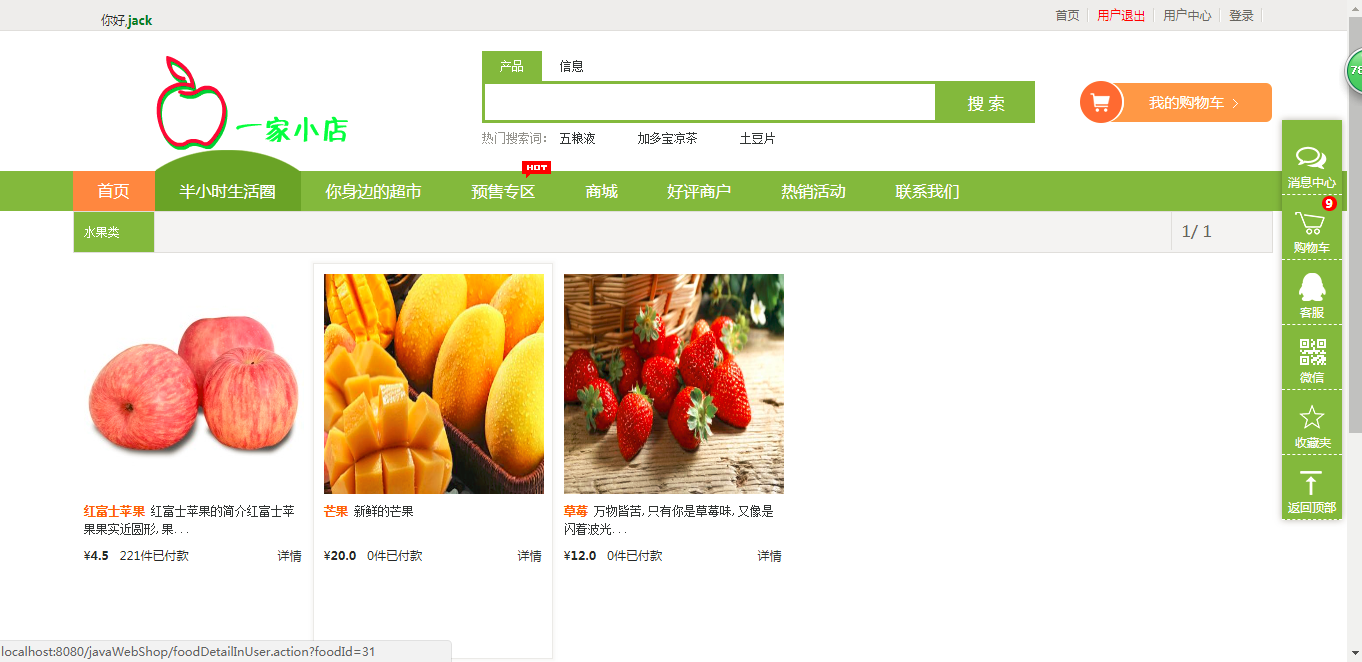 你好,jack
首页 用户退出 用户中心 登录
一家小店
产品 信息
搜 索
热门搜索词： 五粮液 加多宝凉茶 土豆片
我的购物车 >
78
首页 半小时生活圈 你身边的超市 预售专区 HOT 商城 好评商户 热销活动 联系我们
水果类 1/ 1
消息中心
9
购物车
客服
微信
收藏夹
返回顶部
红富士苹果 红富士苹果的简介红富士苹
果果实近圆形,果...
¥4.5 221件已付款 详情
芒果 新鲜的芒果
¥20.0 0件已付款 详情
草莓 万物皆苦,只有你是草莓味,又像是
闪着波光...
¥12.0 0件已付款 详情
localhost:8080/javaWebShop/foodDetailInUser.action?foodId=31